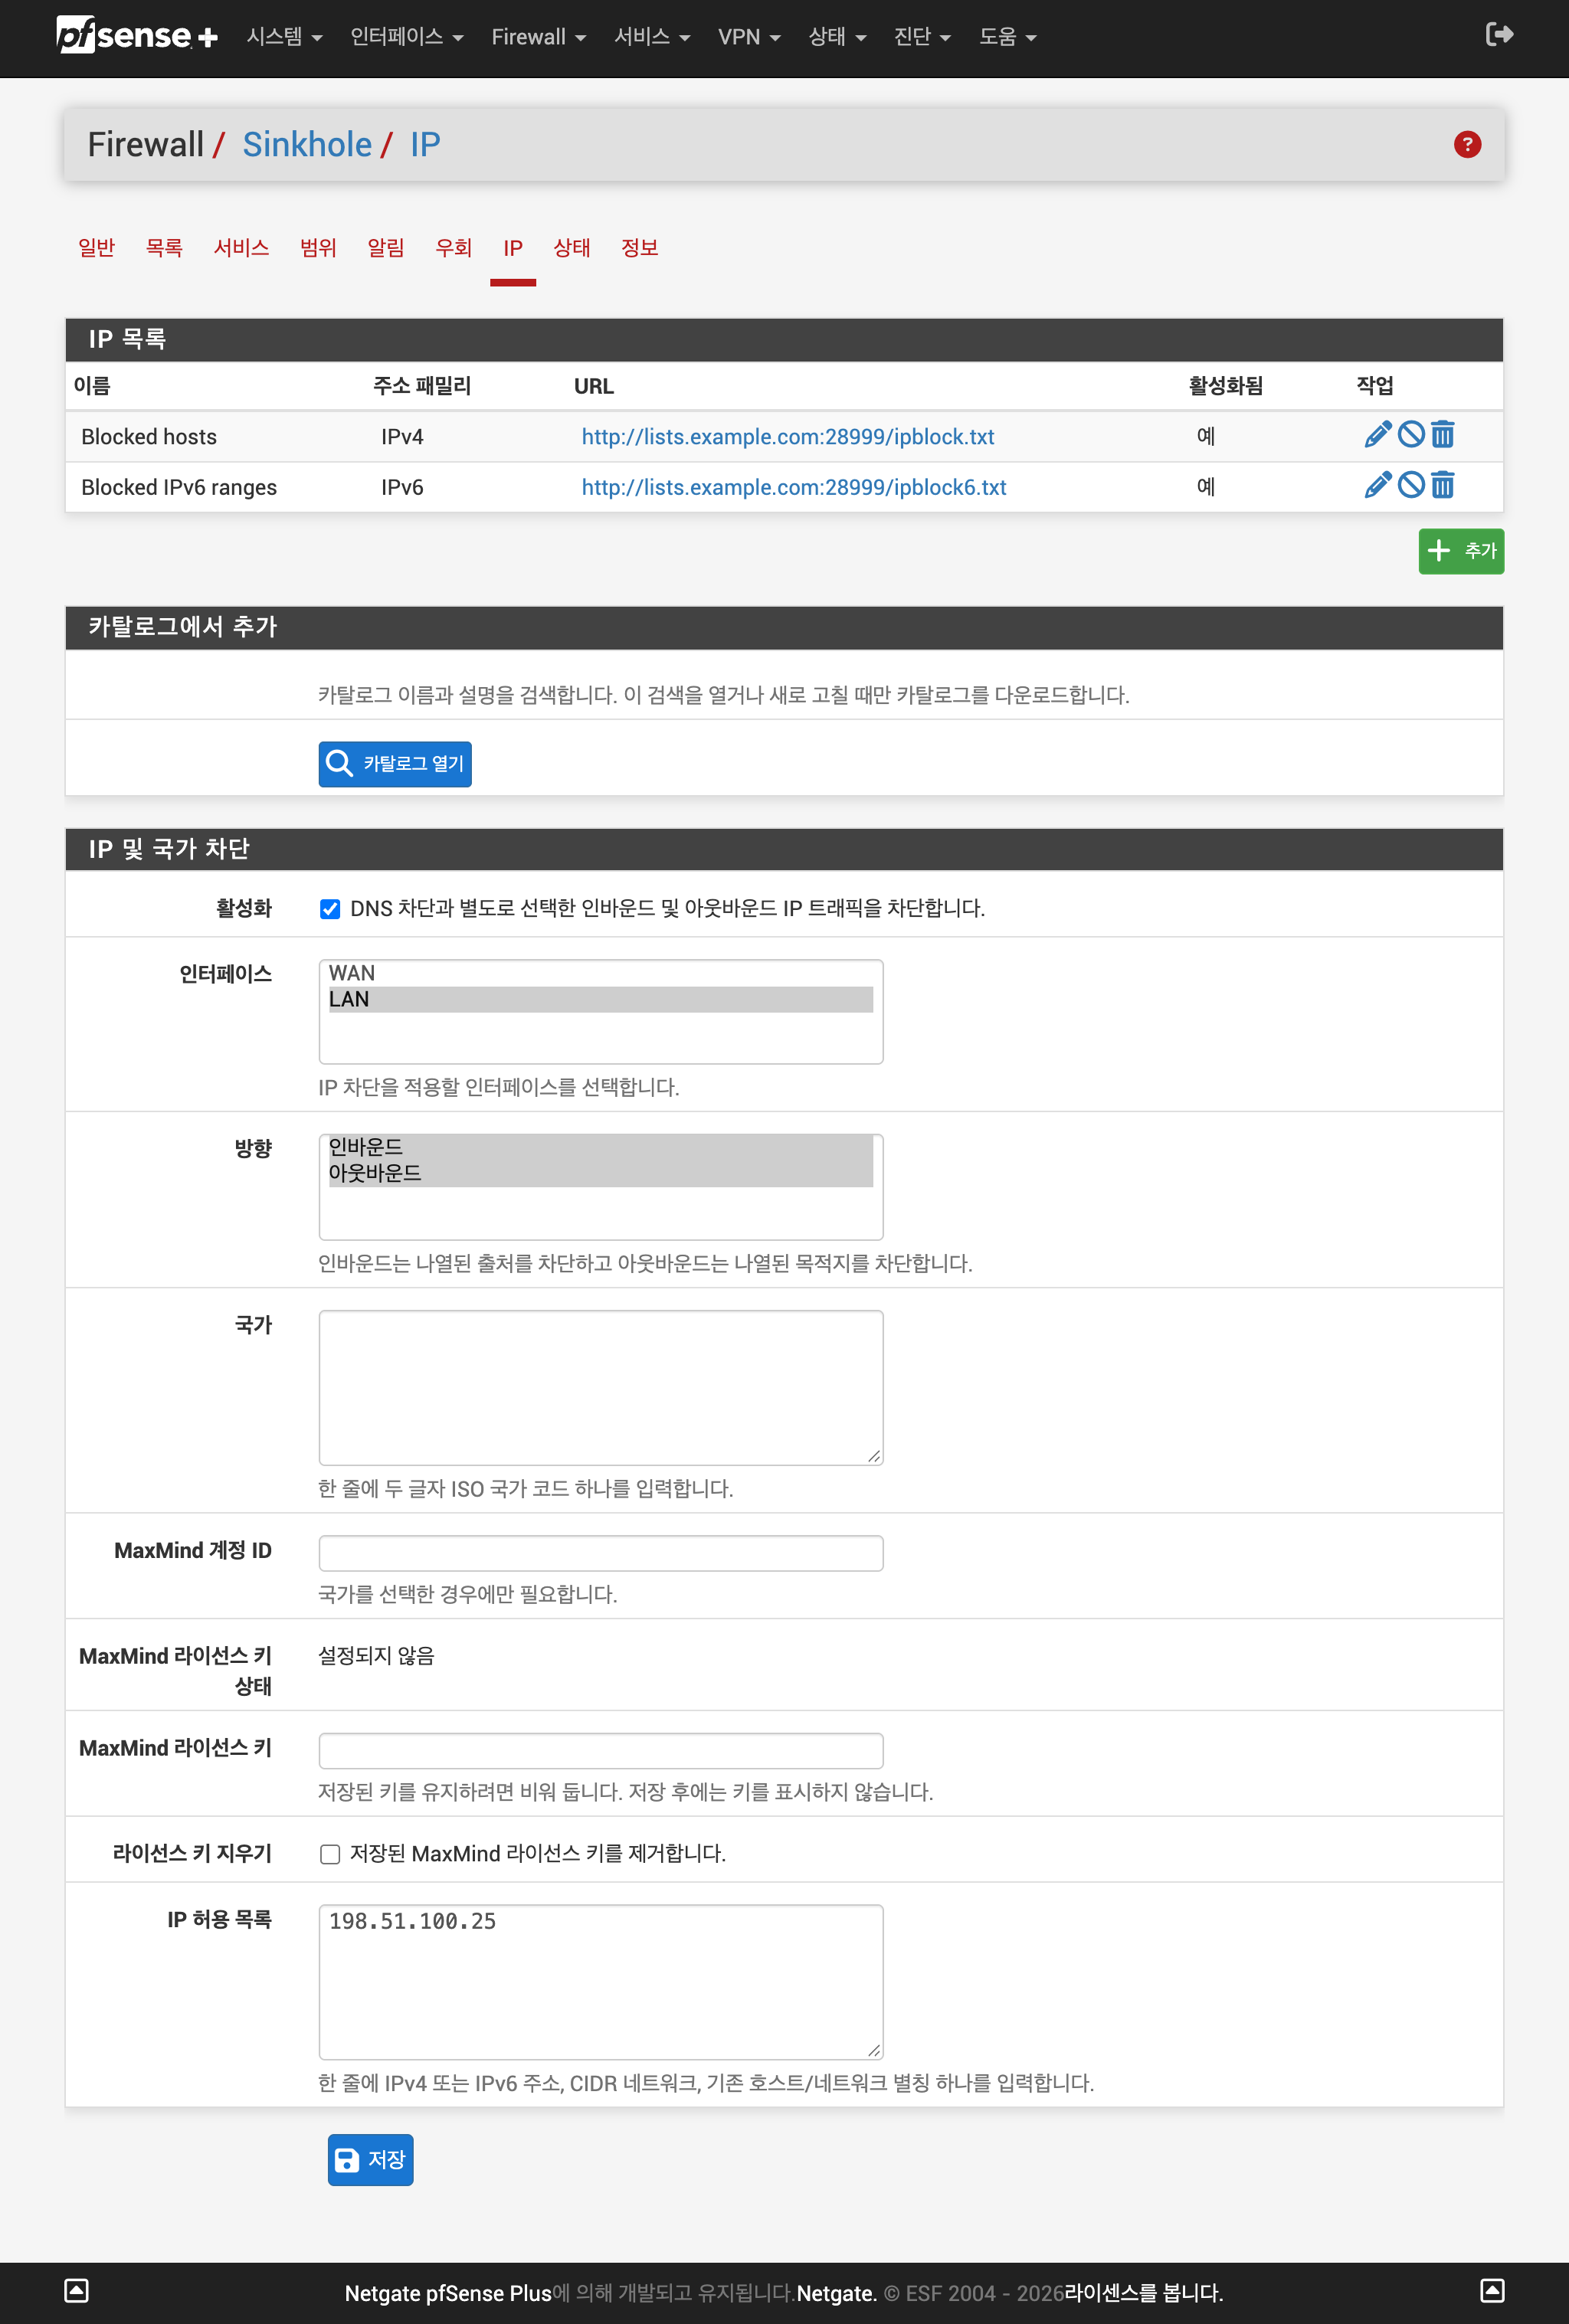 pfsense +
시스템 인터페이스 Firewall 서비스 VPN 상태 진단 도움
Firewall / Sinkhole / IP
?
일반 목록 서비스 범위 알림 우회 IP 상태 정보
IP 목록
이름 주소 패밀리 URL 활성화됨 작업
Blocked hosts IPv4 http://lists.example.com:28999/ipblock.txt 예
Blocked IPv6 ranges IPv6 http://lists.example.com:28999/ipblock6.txt 예
추가
카탈로그에서 추가
카탈로그 이름과 설명을 검색합니다. 이 검색을 열거나 새로 고칠 때만 카탈로그를 다운로드합니다.
카탈로그 열기
IP 및 국가 차단
활성화 DNS 차단과 별도로 선택한 인바운드 및 아웃바운드 IP 트래픽을 차단합니다.
인터페이스 WAN
LAN
IP 차단을 적용할 인터페이스를 선택합니다.
방향 인바운드
아웃바운드
인바운드는 나열된 출처를 차단하고 아웃바운드는 나열된 목적지를 차단합니다.
국가
한 줄에 두 글자 ISO 국가 코드 하나를 입력합니다.
MaxMind 계정 ID
국가를 선택한 경우에만 필요합니다.
MaxMind 라이선스 키 설정되지 않음
상태
MaxMind 라이선스 키
저장된 키를 유지하려면 비워 둡니다. 저장 후에는 키를 표시하지 않습니다.
라이선스 키 지우기 저장된 MaxMind 라이선스 키를 제거합니다.
IP 허용 목록 198.51.100.25
한 줄에 IPv4 또는 IPv6 주소, CIDR 네트워크, 기존 호스트/네트워크 별칭 하나를 입력합니다.
저장
Netgate pfSense Plus에 의해 개발되고 유지됩니다.Netgate. © ESF 2004 - 2026라이센스를 봅니다.